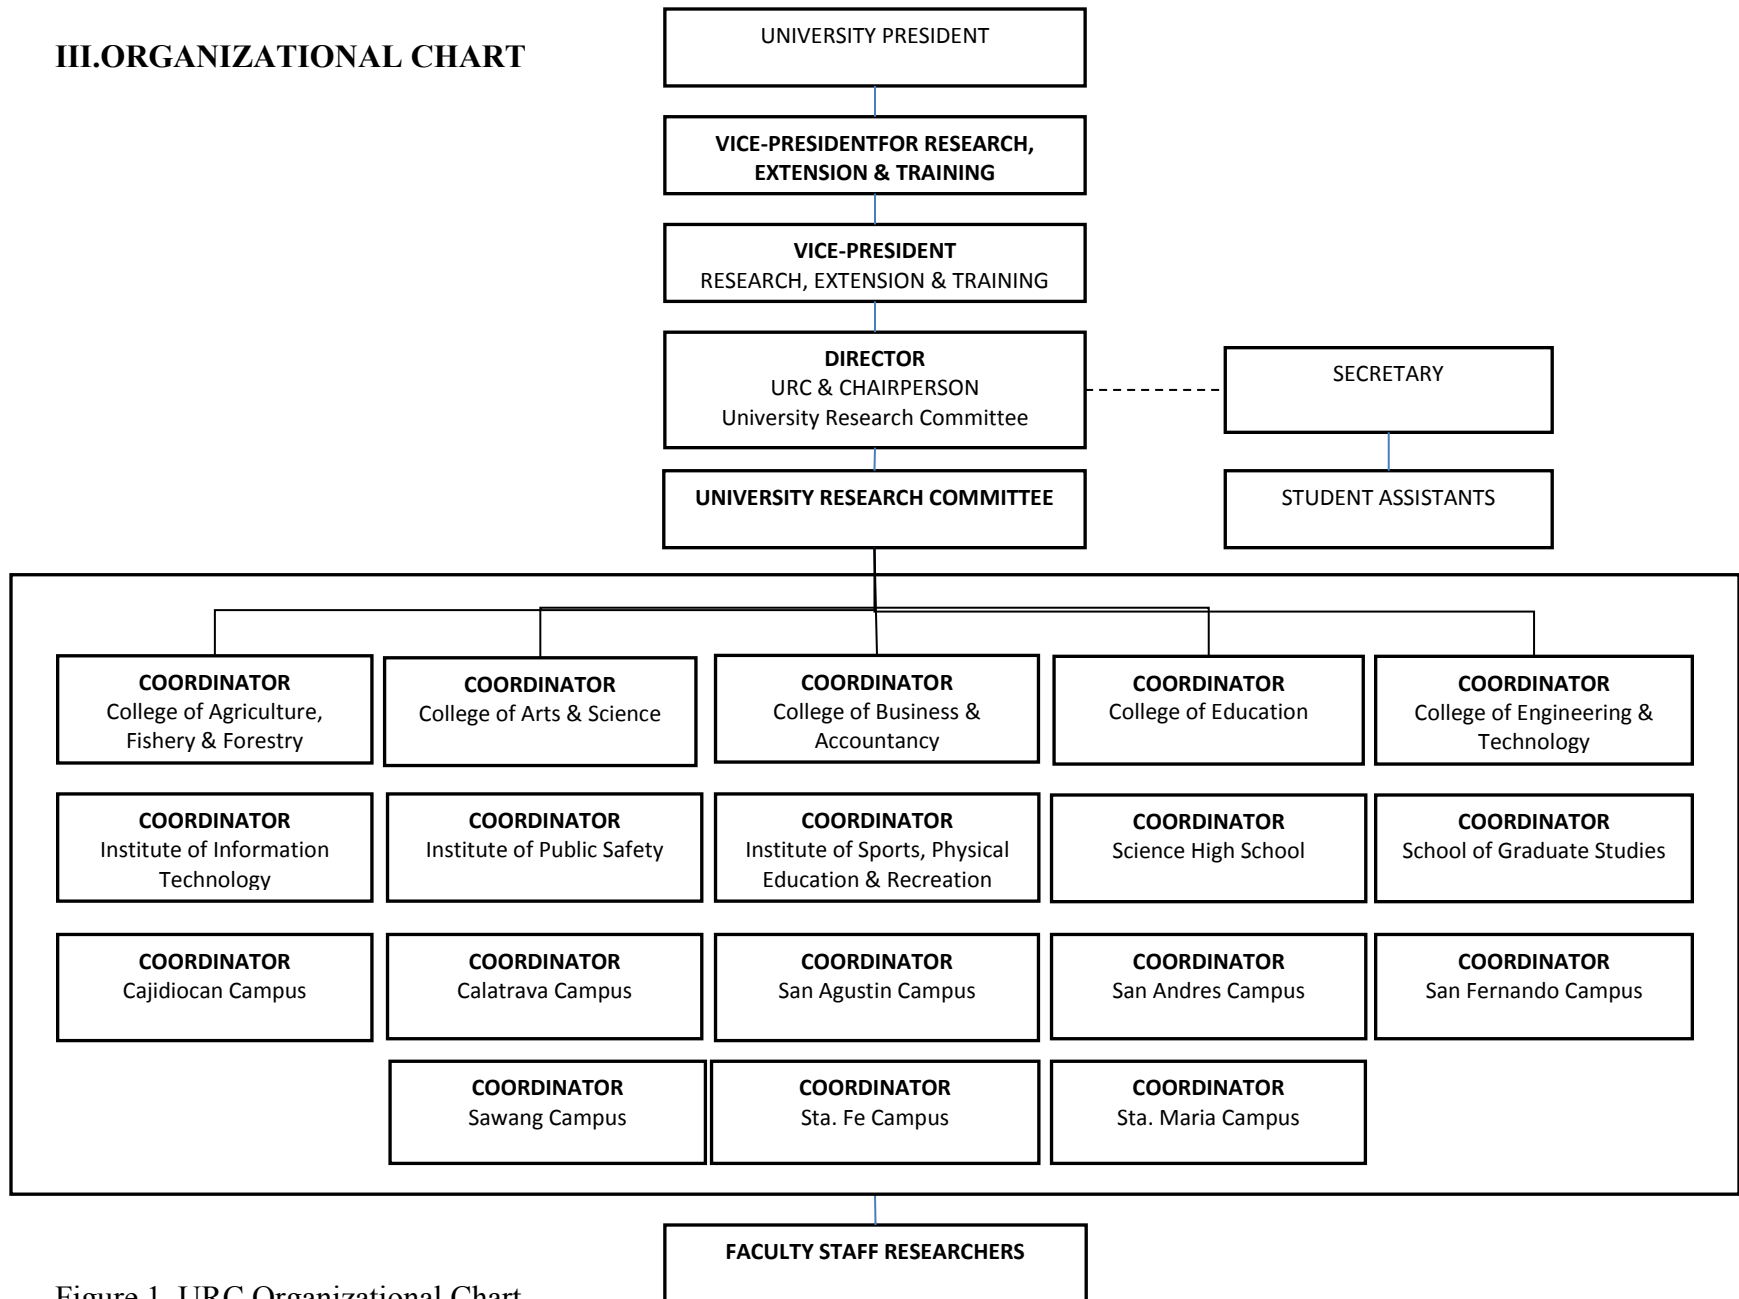 III.ORGANIZATIONAL CHART
UNIVERSITY PRESIDENT
VICE-PRESIDENTFOR RESEARCH,
EXTENSION & TRAINING
VICE-PRESIDENT
RESEARCH, EXTENSION & TRAINING
DIRECTOR
URC & CHAIRPERSON
University Research Committee
SECRETARY
UNIVERSITY RESEARCH COMMITTEE
STUDENT ASSISTANTS
COORDINATOR
College of Agriculture,
Fishery & Forestry
COORDINATOR
College of Arts & Science
COORDINATOR
College of Business &
Accountancy
COORDINATOR
College of Education
COORDINATOR
College of Engineering &
Technology
COORDINATOR
Institute of Information
Technology
COORDINATOR
Institute of Public Safety
COORDINATOR
Institute of Sports, Physical
Education & Recreation
COORDINATOR
Science High School
COORDINATOR
School of Graduate Studies
COORDINATOR
Cajidiocan Campus
COORDINATOR
Calatrava Campus
COORDINATOR
San Agustin Campus
COORDINATOR
San Andres Campus
COORDINATOR
San Fernando Campus
COORDINATOR
Sawang Campus
COORDINATOR
Sta. Fe Campus
COORDINATOR
Sta. Maria Campus
FACULTY STAFF RESEARCHERS
Figure 1. URC Organizational Chart